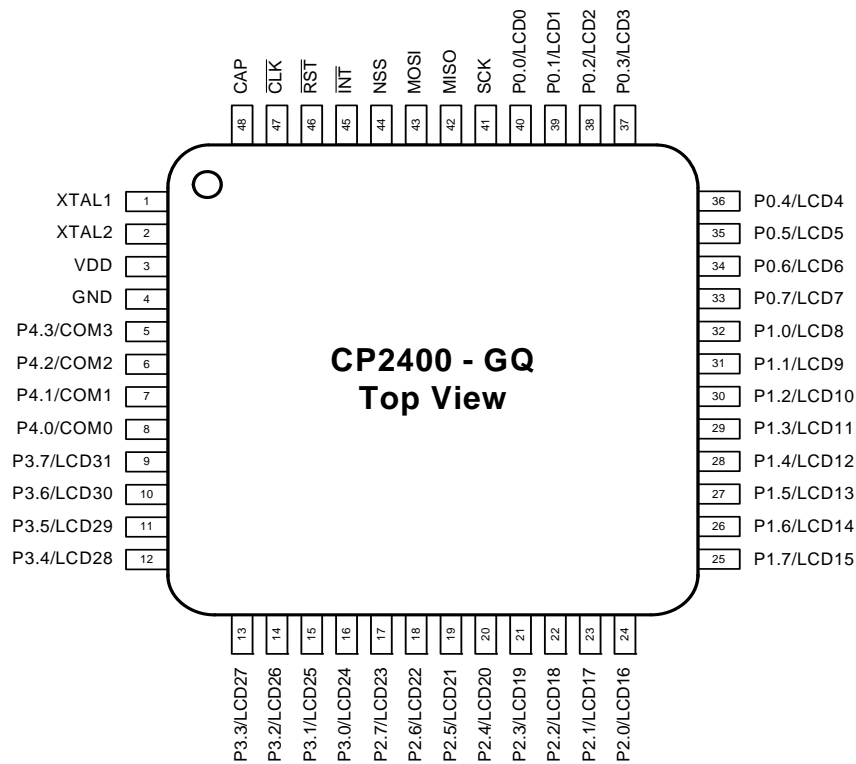 CAP
C̅L̅K̅
R̅S̅T̅
I̅N̅T̅
NSS
MOSI
MISO
SCK
P0.0/LCD0
P0.1/LCD1
P0.2/LCD2
P0.3/LCD3
48
47
46
45
44
43
42
41
40
39
38
37
XTAL1 1
XTAL2 2
VDD 3
GND 4
P4.3/COM3 5
P4.2/COM2 6
P4.1/COM1 7
P4.0/COM0 8
P3.7/LCD31 9
P3.6/LCD30 10
P3.5/LCD29 11
P3.4/LCD28 12
CP2400 - GQ
Top View
36 P0.4/LCD4
35 P0.5/LCD5
34 P0.6/LCD6
33 P0.7/LCD7
32 P1.0/LCD8
31 P1.1/LCD9
30 P1.2/LCD10
29 P1.3/LCD11
28 P1.4/LCD12
27 P1.5/LCD13
26 P1.6/LCD14
25 P1.7/LCD15
13
14
15
16
17
18
19
20
21
22
23
24
P3.3/LCD27
P3.2/LCD26
P3.1/LCD25
P3.0/LCD24
P2.7/LCD23
P2.6/LCD22
P2.5/LCD21
P2.4/LCD20
P2.3/LCD19
P2.2/LCD18
P2.1/LCD17
P2.0/LCD16